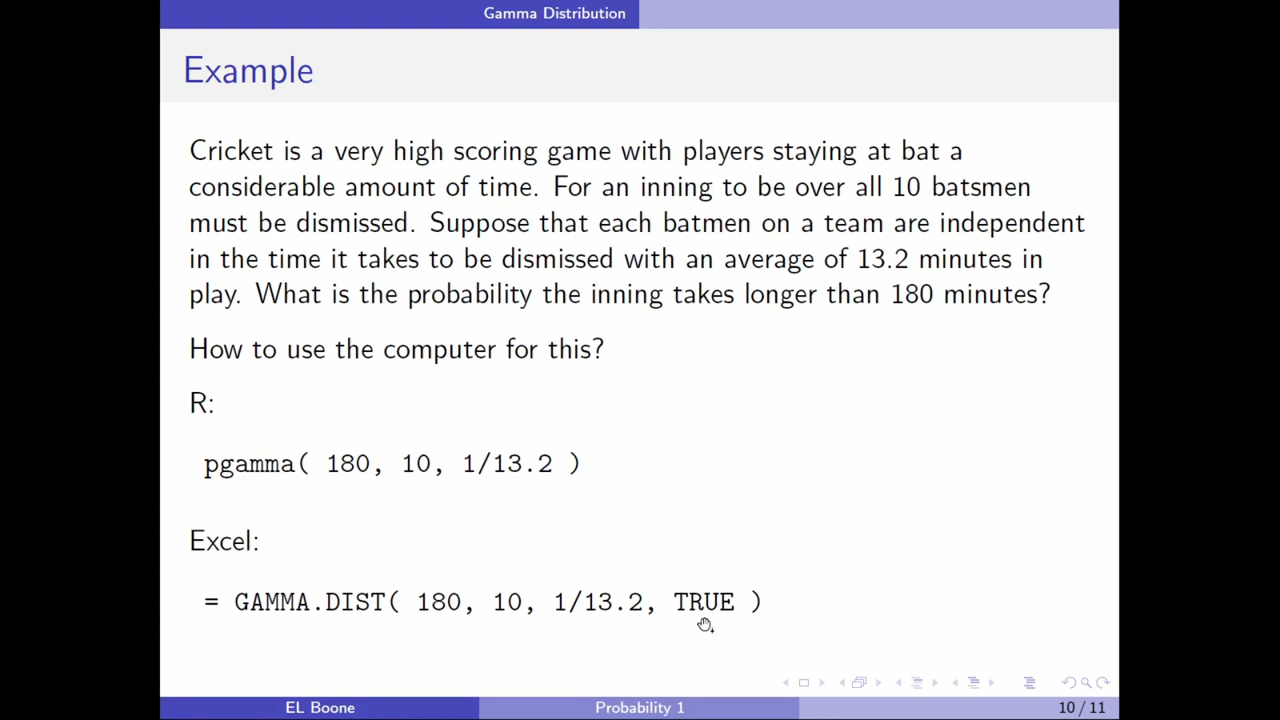 Gamma Distribution
Example
Cricket is a very high scoring game with players staying at bat a
considerable amount of time. For an inning to be over all 10 batsmen
must be dismissed. Suppose that each batmen on a team are independent
in the time it takes to be dismissed with an average of 13.2 minutes in
play. What is the probability the inning takes longer than 180 minutes?
How to use the computer for this?
R:
pgamma( 180, 10, 1/13.2 )
Excel:
= GAMMA.DIST( 180, 10, 1/13.2, TRUE )
EL Boone
Probability 1
10 / 11